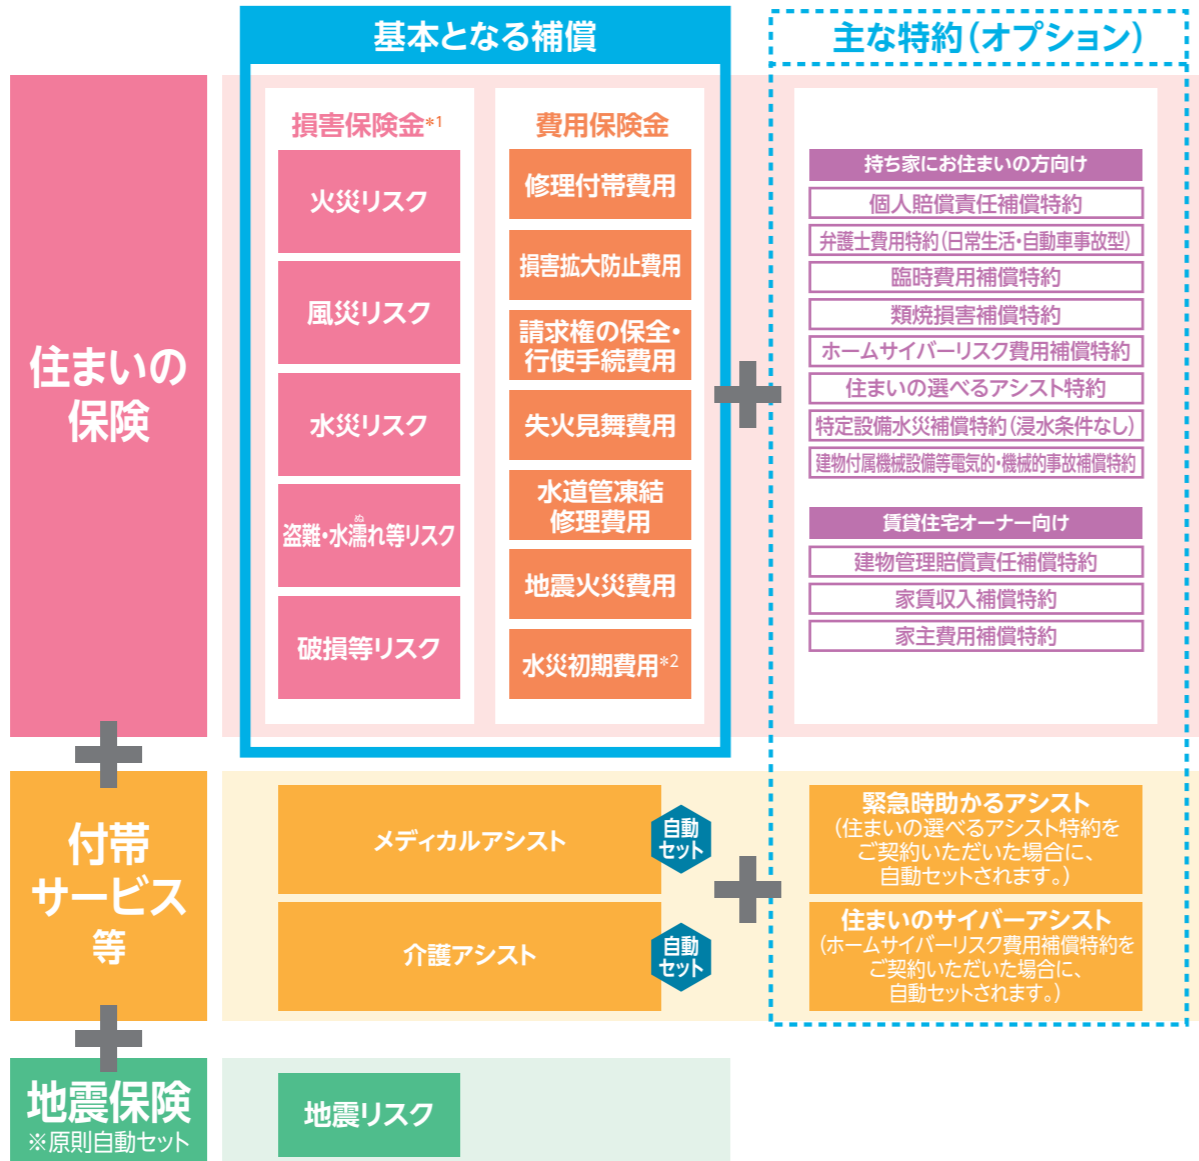 基本となる補償
主な特約（オプション）
住まいの
保険
損害保険金*1
火災リスク
風災リスク
水災リスク
ぬ
盗難・水濡れ等リスク
破損等リスク
費用保険金
修理付帯費用
損害拡大防止費用
請求権の保全・
行使手続費用
失火見舞費用
水道管凍結
修理費用
地震火災費用
水災初期費用*2
持ち家にお住まいの方向け
個人賠償責任補償特約
弁護士費用特約（日常生活・自動車事故型）
臨時費用補償特約
類焼損害補償特約
ホームサイバーリスク費用補償特約
住まいの選べるアシスト特約
特定設備水災補償特約（浸水条件なし）
建物付属機械設備等電気的・機械的事故補償特約
賃貸住宅オーナー向け
建物管理賠償責任補償特約
家賃収入補償特約
家主費用補償特約
付帯
サービス
等
メディカルアシスト
自動
セット
介護アシスト
自動
セット
緊急時助かるアシスト
（住まいの選べるアシスト特約を
ご契約いただいた場合に、
自動セットされます。）
住まいのサイバーアシスト
（ホームサイバーリスク費用補償特約を
ご契約いただいた場合に、
自動セットされます。）
地震保険
※原則自動セット
地震リスク